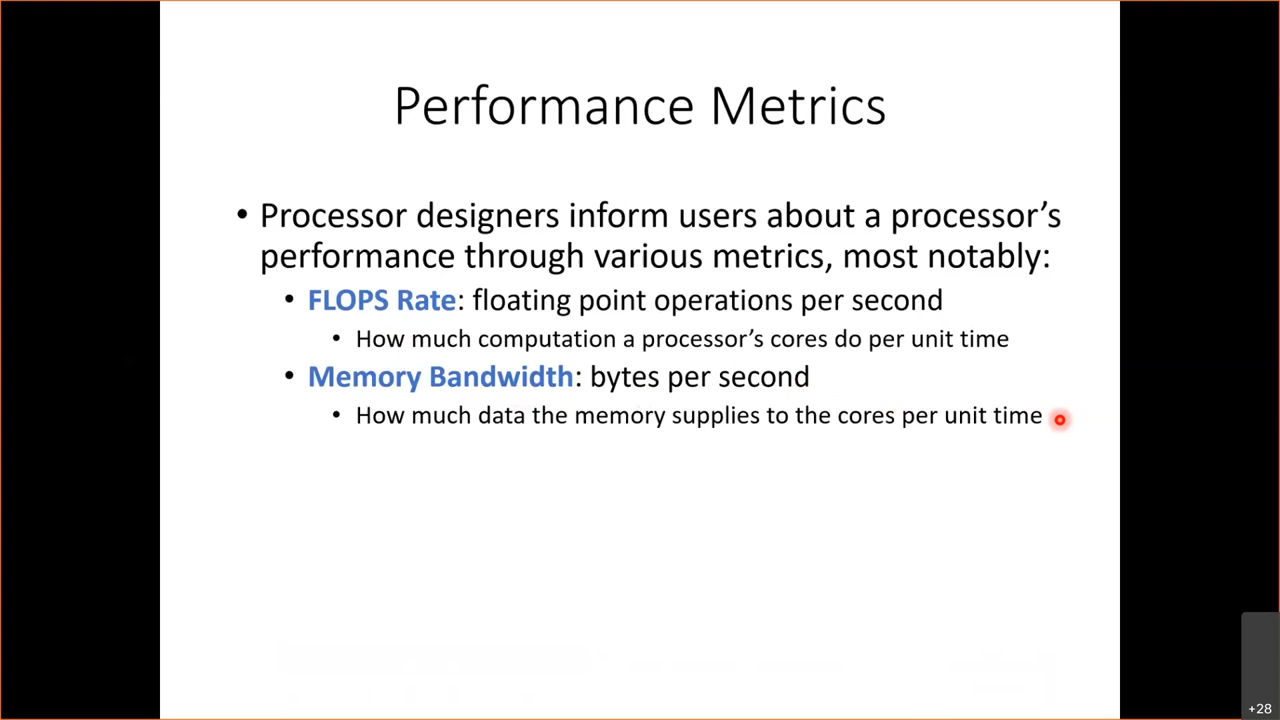 Performance Metrics
• Processor designers inform users about a processor’s
performance through various metrics, most notably:
• FLOPS Rate: floating point operations per second
• How much computation a processor’s cores do per unit time
• Memory Bandwidth: bytes per second
• How much data the memory supplies to the cores per unit time
+28